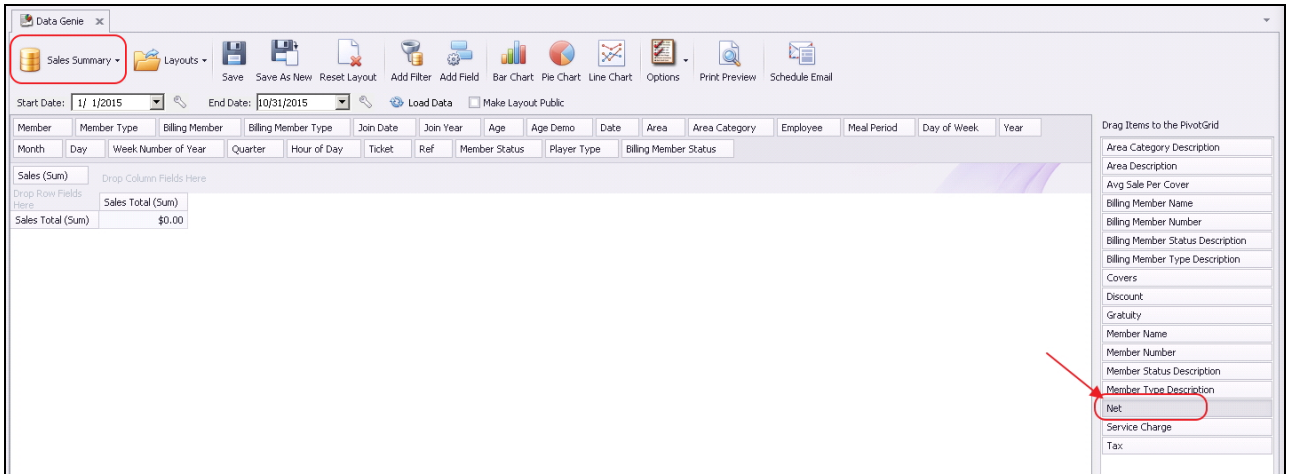 Data Genie
Sales Summary Layouts Save Save As New Reset Layout Add Filter Add Field Bar Chart Pie Chart Line Chart Options Print Preview Schedule Email
Start Date: 1/ 1/2015 End Date: 10/31/2015 Load Data Make Layout Public
Member Member Type Billing Member Billing Member Type Join Date Join Year Age Age Demo Date Area Area Category Employee Meal Period Day of Week Year
Month Day Week Number of Year Quarter Hour of Day Ticket Ref Member Status Player Type Billing Member Status
Sales (Sum) Drop Column Fields Here
Drop Row Fields Here
Sales Total (Sum)
Sales Total (Sum) $0.00
Drag Items to the PivotGrid
Area Category Description
Area Description
Avg Sale Per Cover
Billing Member Name
Billing Member Number
Billing Member Status Description
Billing Member Type Description
Covers
Discount
Gratuity
Member Name
Member Number
Member Status Description
Member Type Description
Net
Service Charge
Tax